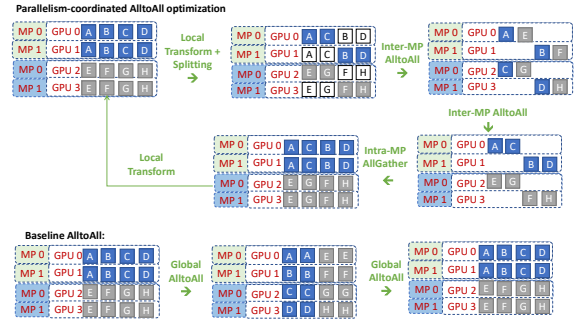 Parallelism-coordinated AlltoAll optimization
MP 0 GPU 0 A B C D
MP 1 GPU 1 A B C D
MP 0 GPU 2 E F G H
MP 1 GPU 3 E F G H
Local
Transform +
Splitting
MP 0 GPU 0 A C B D
MP 1 GPU 1 A C B D
MP 0 GPU 2 E G F H
MP 1 GPU 3 E G F H
Inter-MP
AlltoAll
MP 0 GPU 0 A E
MP 1 GPU 1 B F
MP 0 GPU 2 C G
MP 1 GPU 3 D H
Inter-MP AlltoAll
MP 0 GPU 0 A C
MP 1 GPU 1 B D
MP 0 GPU 2 E G
MP 1 GPU 3 F H
Intra-MP
AllGather
MP 0 GPU 0 A C B D
MP 1 GPU 1 A C B D
MP 0 GPU 2 E G F H
MP 1 GPU 3 E G F H
Local
Transform
Baseline AlltoAll:
MP 0 GPU 0 A B C D
MP 1 GPU 1 A B C D
MP 0 GPU 2 E F G H
MP 1 GPU 3 E F G H
Global
AlltoAll
MP 0 GPU 0 A A E E
MP 1 GPU 1 B B F F
MP 0 GPU 2 C C G G
MP 1 GPU 3 D D H H
Global
AlltoAll
MP 0 GPU 0 A B C D
MP 1 GPU 1 A B C D
MP 0 GPU 2 E F G H
MP 1 GPU 3 E F G H